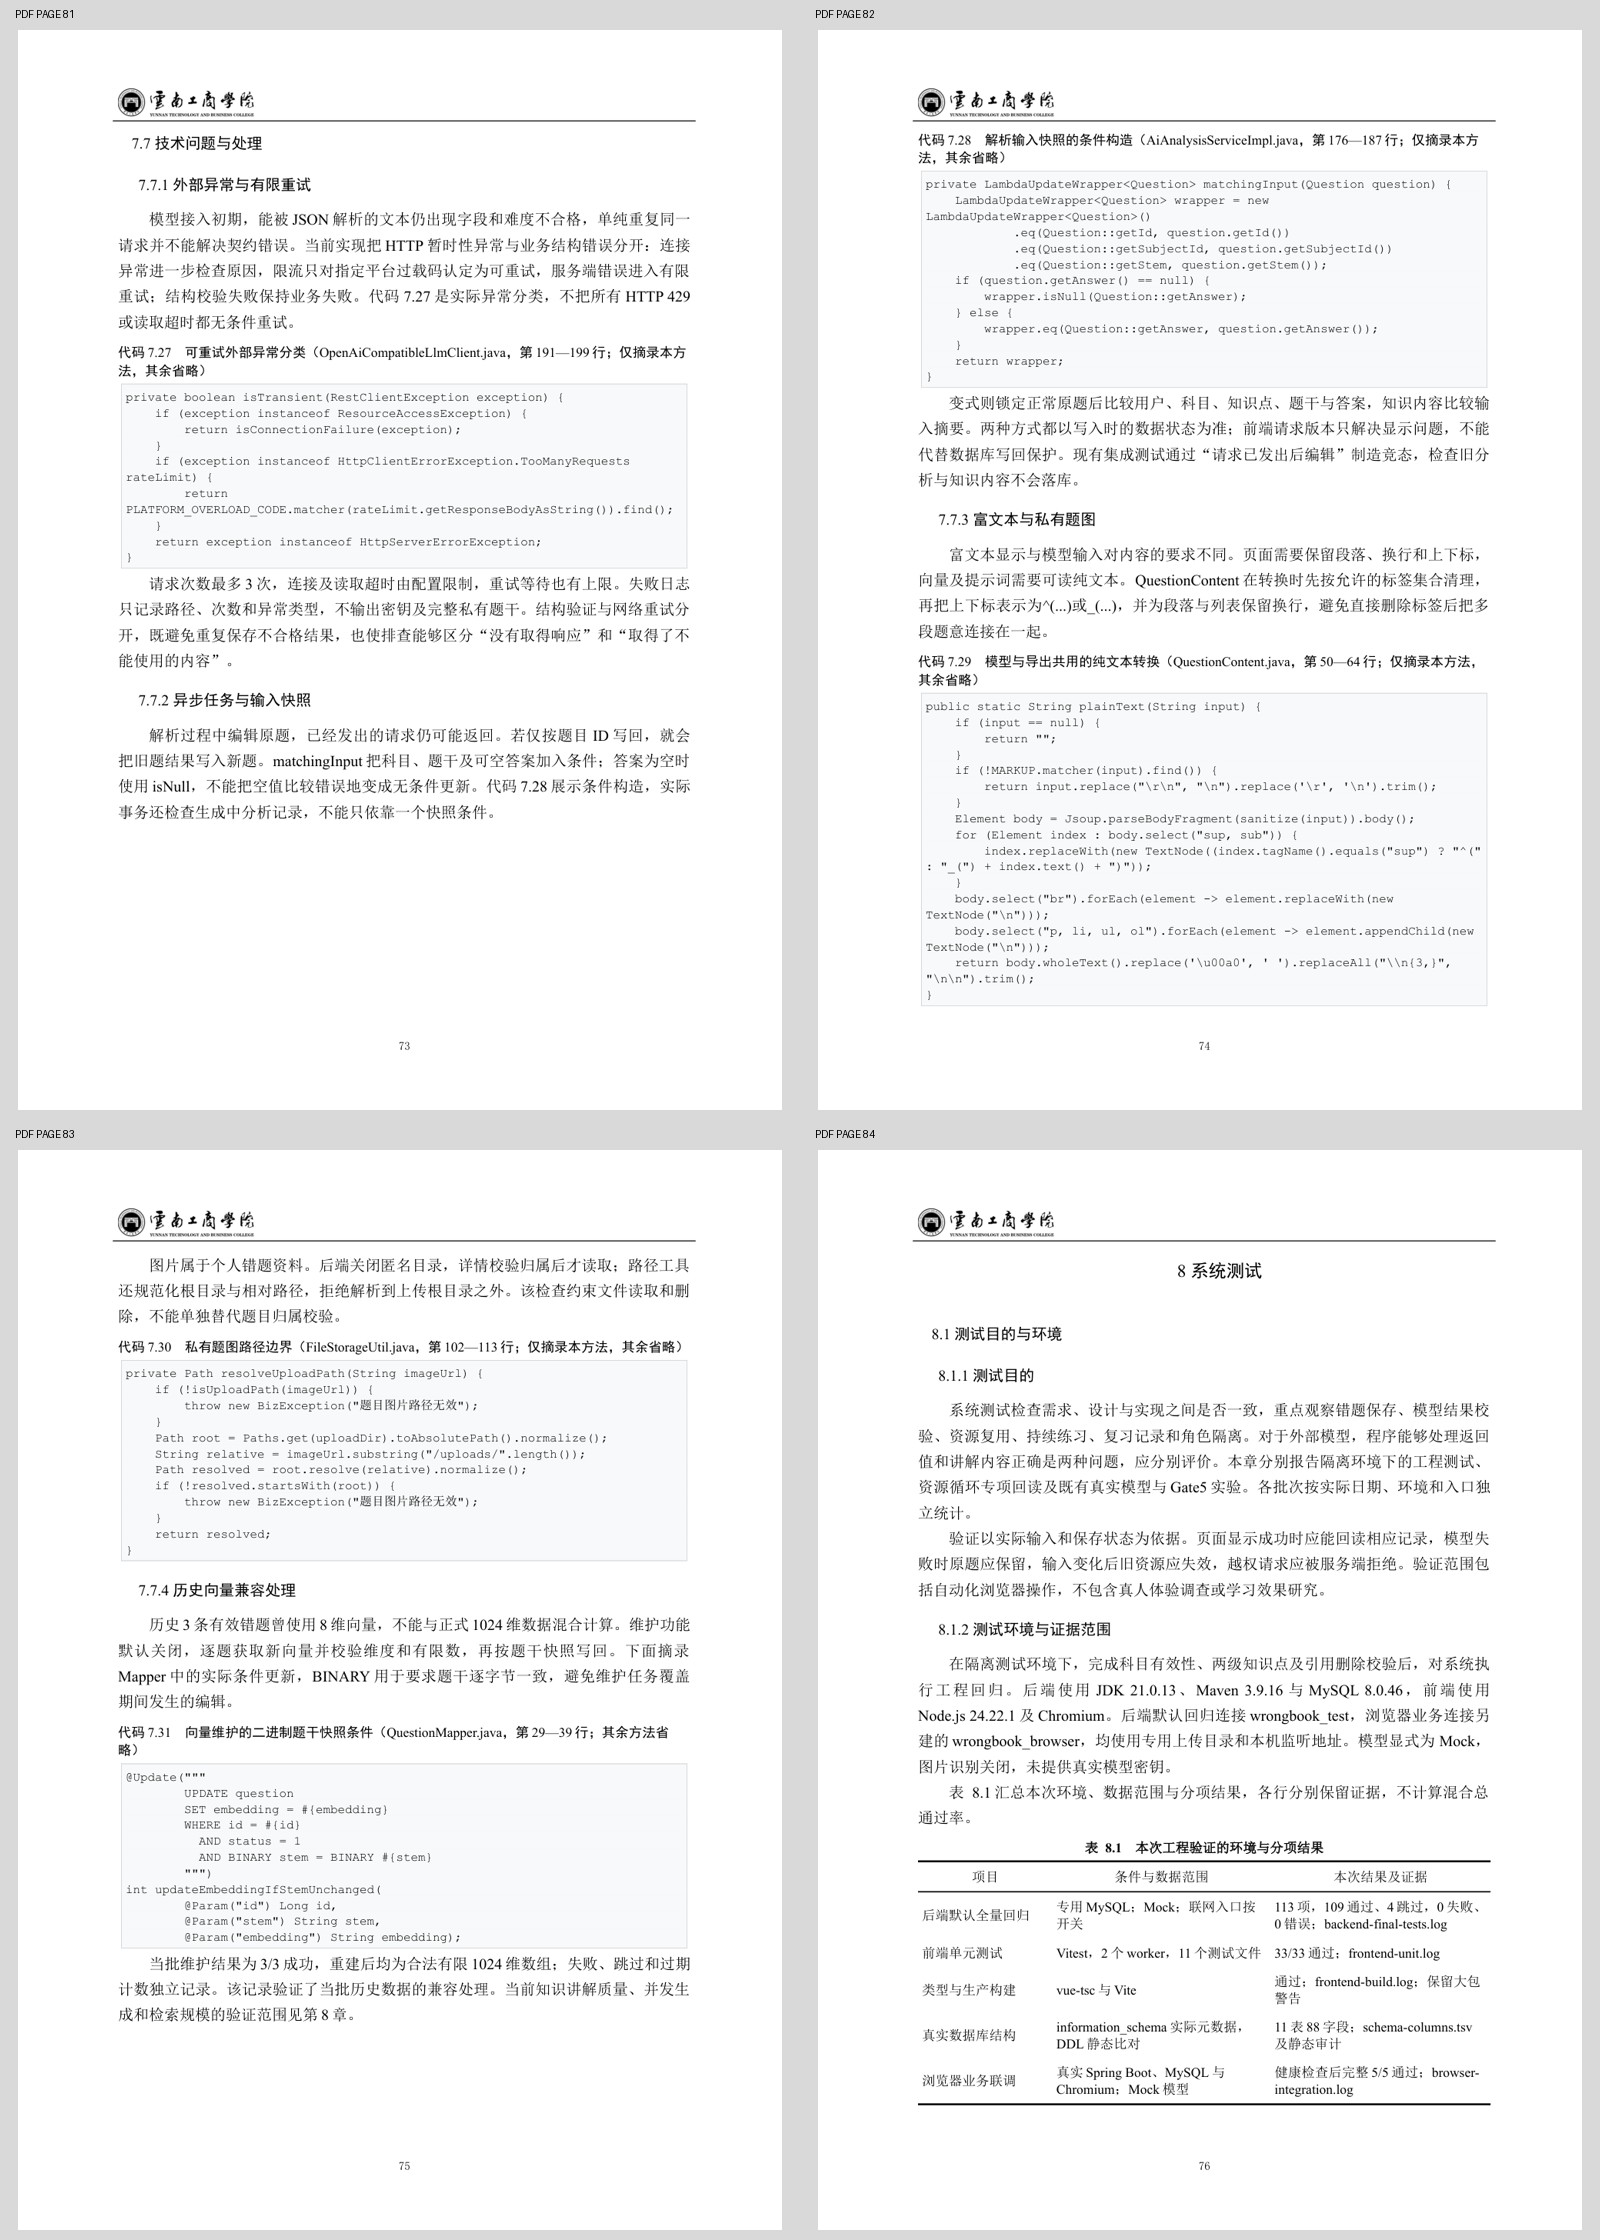 PDF PAGE 81
雲南工商學院
YUNNAN TECHNOLOGY AND BUSINESS COLLEGE
7.7 技术问题与处理
7.7.1 外部异常与有限重试
模型接入初期，能被 JSON 解析的文本仍出现字段和难度不合格，单纯重复同一
请求并不能解决契约错误。当前实现把 HTTP 暂时性异常与业务结构错误分开：连接
异常进一步检查原因，限流只对指定平台过载码认定为可重试，服务端错误进入有限
重试；结构校验失败保持业务失败。代码 7.27 是实际异常分类，不把所有 HTTP 429
或读取超时都无条件重试。
代码 7.27　可重试外部异常分类（OpenAiCompatibleLlmClient.java，第 191—199 行；仅摘录本方
法，其余省略）
private boolean isTransient(RestClientException exception) {
    if (exception instanceof ResourceAccessException) {
        return isConnectionFailure(exception);
    }
    if (exception instanceof HttpClientErrorException.TooManyRequests
rateLimit) {
        return
PLATFORM_OVERLOAD_CODE.matcher(rateLimit.getResponseBodyAsString()).find();
    }
    return exception instanceof HttpServerErrorException;
}
请求次数最多 3 次，连接及读取超时由配置限制，重试等待也有上限。失败日志
只记录路径、次数和异常类型，不输出密钥及完整私有题干。结构验证与网络重试分
开，既避免重复保存不合格结果，也使排查能够区分“没有取得响应”和“取得了不
能使用的内容”。
7.7.2 异步任务与输入快照
解析过程中编辑原题，已经发出的请求仍可能返回。若仅按题目 ID 写回，就会
把旧题结果写入新题。matchingInput 把科目、题干及可空答案加入条件；答案为空时
使用 isNull，不能把空值比较错误地变成无条件更新。代码 7.28 展示条件构造，实际
事务还检查生成中分析记录，不能只依靠一个快照条件。
73
PDF PAGE 82
雲南工商學院
YUNNAN TECHNOLOGY AND BUSINESS COLLEGE
代码 7.28　解析输入快照的条件构造（AiAnalysisServiceImpl.java，第 176—187 行；仅摘录本方
法，其余省略）
private LambdaUpdateWrapper<Question> matchingInput(Question question) {
    LambdaUpdateWrapper<Question> wrapper = new
LambdaUpdateWrapper<Question>()
            .eq(Question::getId, question.getId())
            .eq(Question::getSubjectId, question.getSubjectId())
            .eq(Question::getStem, question.getStem());
    if (question.getAnswer() == null) {
        wrapper.isNull(Question::getAnswer);
    } else {
        wrapper.eq(Question::getAnswer, question.getAnswer());
    }
    return wrapper;
}
变式则锁定正常原题后比较用户、科目、知识点、题干与答案，知识内容比较输
入摘要。两种方式都以写入时的数据状态为准；前端请求版本只解决显示问题，不能
代替数据库写回保护。现有集成测试通过“请求已发出后编辑”制造竞态，检查旧分
析与知识内容不会落库。
7.7.3 富文本与私有题图
富文本显示与模型输入对内容的要求不同。页面需要保留段落、换行和上下标，
向量及提示词需要可读纯文本。QuestionContent 在转换时先按允许的标签集合清理，
再把上下标表示为^(...)或_(...)，并为段落与列表保留换行，避免直接删除标签后把多
段题意连接在一起。
代码 7.29　模型与导出共用的纯文本转换（QuestionContent.java，第 50—64 行；仅摘录本方法，
其余省略）
public static String plainText(String input) {
    if (input == null) {
        return "";
    }
    if (!MARKUP.matcher(input).find()) {
        return input.replace("\r\n", "\n").replace('\r', '\n').trim();
    }
    Element body = Jsoup.parseBodyFragment(sanitize(input)).body();
    for (Element index : body.select("sup, sub")) {
        index.replaceWith(new TextNode((index.tagName().equals("sup") ? "^("
: "_(") + index.text() + ")"));
    }
    body.select("br").forEach(element -> element.replaceWith(new
TextNode("\n")));
    body.select("p, li, ul, ol").forEach(element -> element.appendChild(new
TextNode("\n")));
    return body.wholeText().replace('\u00a0', ' ').replaceAll("\\n{3,}",
"\n\n").trim();
}
74
PDF PAGE 83
雲南工商學院
YUNNAN TECHNOLOGY AND BUSINESS COLLEGE
图片属于个人错题资料。后端关闭匿名目录，详情校验归属后才读取；路径工具
还规范化根目录与相对路径，拒绝解析到上传根目录之外。该检查约束文件读取和删
除，不能单独替代题目归属校验。
代码 7.30　私有题图路径边界（FileStorageUtil.java，第 102—113 行；仅摘录本方法，其余省略）
private Path resolveUploadPath(String imageUrl) {
    if (!isUploadPath(imageUrl)) {
        throw new BizException("题目图片路径无效");
    }
    Path root = Paths.get(uploadDir).toAbsolutePath().normalize();
    String relative = imageUrl.substring("/uploads/".length());
    Path resolved = root.resolve(relative).normalize();
    if (!resolved.startsWith(root)) {
        throw new BizException("题目图片路径无效");
    }
    return resolved;
}
7.7.4 历史向量兼容处理
历史 3 条有效错题曾使用 8 维向量，不能与正式 1024 维数据混合计算。维护功能
默认关闭，逐题获取新向量并校验维度和有限数，再按题干快照写回。下面摘录
Mapper 中的实际条件更新，BINARY 用于要求题干逐字节一致，避免维护任务覆盖
期间发生的编辑。
代码 7.31　向量维护的二进制题干快照条件（QuestionMapper.java，第 29—39 行；其余方法省
略）
@Update("""
        UPDATE question
        SET embedding = #{embedding}
        WHERE id = #{id}
          AND status = 1
          AND BINARY stem = BINARY #{stem}
        """)
int updateEmbeddingIfStemUnchanged(
        @Param("id") Long id,
        @Param("stem") String stem,
        @Param("embedding") String embedding);
当批维护结果为 3/3 成功，重建后均为合法有限 1024 维数组；失败、跳过和过期
计数独立记录。该记录验证了当批历史数据的兼容处理。当前知识讲解质量、并发生
成和检索规模的验证范围见第 8 章。
75
PDF PAGE 84
雲南工商學院
YUNNAN TECHNOLOGY AND BUSINESS COLLEGE
8 系统测试
8.1 测试目的与环境
8.1.1 测试目的
系统测试检查需求、设计与实现之间是否一致，重点观察错题保存、模型结果校
验、资源复用、持续练习、复习记录和角色隔离。对于外部模型，程序能够处理返回
值和讲解内容正确是两种问题，应分别评价。本章分别报告隔离环境下的工程测试、
资源循环专项回读及既有真实模型与 Gate5 实验。各批次按实际日期、环境和入口独
立统计。
验证以实际输入和保存状态为依据。页面显示成功时应能回读相应记录，模型失
败时原题应保留，输入变化后旧资源应失效，越权请求应被服务端拒绝。验证范围包
括自动化浏览器操作，不包含真人体验调查或学习效果研究。
8.1.2 测试环境与证据范围
在隔离测试环境下，完成科目有效性、两级知识点及引用删除校验后，对系统执
行工程回归。后端使用 JDK 21.0.13、Maven 3.9.16 与 MySQL 8.0.46，前端使用
Node.js 24.22.1 及 Chromium。后端默认回归连接 wrongbook_test，浏览器业务连接另
建的 wrongbook_browser，均使用专用上传目录和本机监听地址。模型显式为 Mock，
图片识别关闭，未提供真实模型密钥。
表 8.1 汇总本次环境、数据范围与分项结果，各行分别保留证据，不计算混合总
通过率。
表 8.1　本次工程验证的环境与分项结果
项目　条件与数据范围　本次结果及证据
后端默认全量回归　专用 MySQL；Mock；联网入口按开关　113 项，109 通过、4 跳过，0 失败、0 错误；backend-final-tests.log
前端单元测试　Vitest，2 个 worker，11 个测试文件　33/33 通过；frontend-unit.log
类型与生产构建　vue-tsc 与 Vite　通过；frontend-build.log；保留大包警告
真实数据库结构　information_schema 实际元数据，DDL 静态比对　11 表 88 字段；schema-columns.tsv 及静态审计
浏览器业务联调　真实 Spring Boot、MySQL 与 Chromium；Mock 模型　健康检查后完整 5/5 通过；browser-integration.log
76